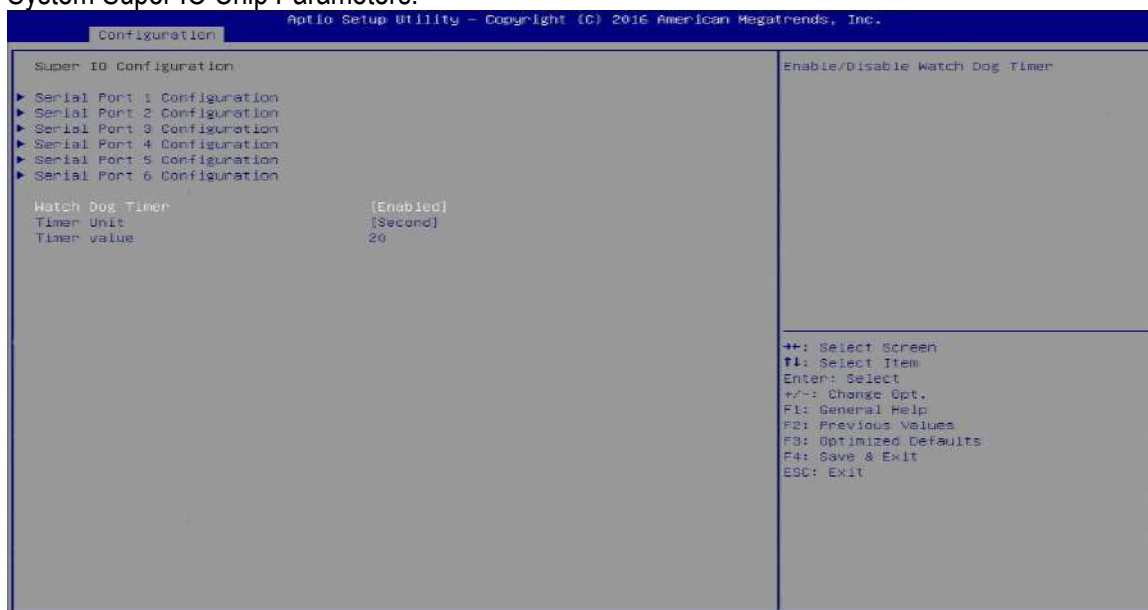 System Super IO Chip Parameters.
Aptio Setup Utility – Copyright (C) 2016 American Megatrends, Inc.
Configuration
Super IO Configuration
► Serial Port 1 Configuration
► Serial Port 2 Configuration
► Serial Port 3 Configuration
► Serial Port 4 Configuration
► Serial Port 5 Configuration
► Serial Port 6 Configuration
Watch Dog Timer [Enabled]
Timer Unit [Second]
Timer value 20
Enable/Disable Watch Dog Timer
→←: Select Screen
↑↓: Select Item
Enter: Select
+/-: Change Opt.
F1: General Help
F2: Previous Values
F3: Optimized Defaults
F4: Save & Exit
ESC: Exit